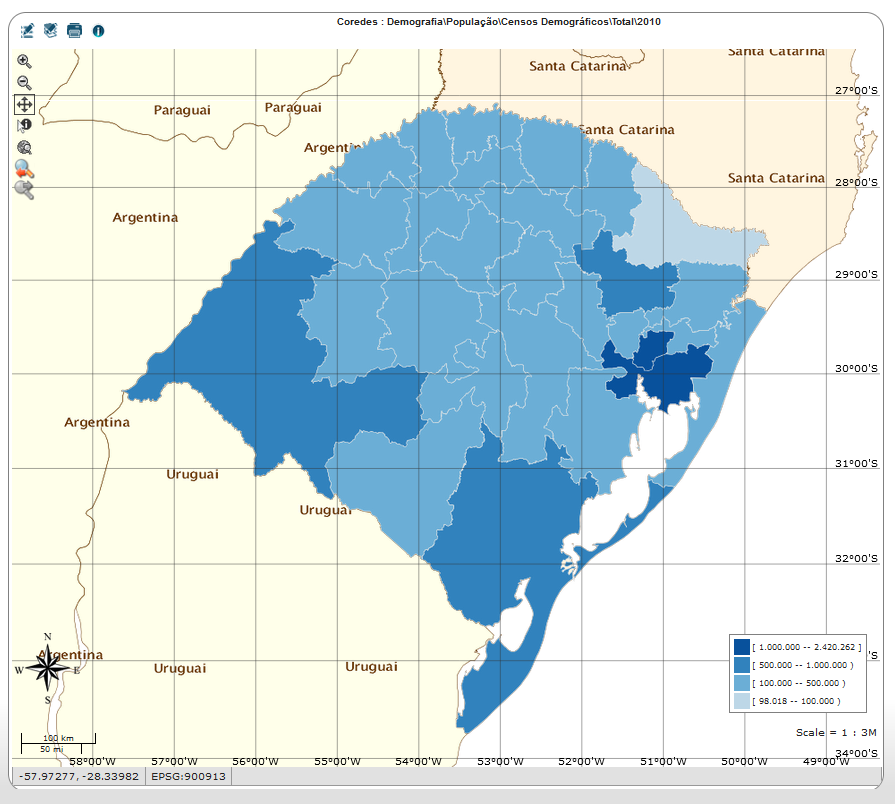 Coredes : Demografia\População\Censos Demográficos\Total\2010
Santa Catarina
Santa Catarina
27°00'S
Paraguai
Paraguai
Santa Catarina
Argentin
Santa Catarina
28°00'S
Argentina
29°00'S
30°00'S
Argentina
31°00'S
Uruguai
Uruguai
32°00'S
N
[ 1.000.000 -- 2.420.262 ]
Argentina
'S
W
E
Uruguai
Uruguai
[ 500.000 -- 1.000.000 )
[ 100.000 -- 500.000 )
S
[ 98.018 -- 100.000 )
Scale = 1 : 3M
100 km
50 mi
34°00'S
58°00'W
57°00'W
56°00'W
55°00'W
54°00'W
53°00'W
52°00'W
51°00'W
50°00'W
49°00'W
-57.97277, -28.33982
EPSG:900913